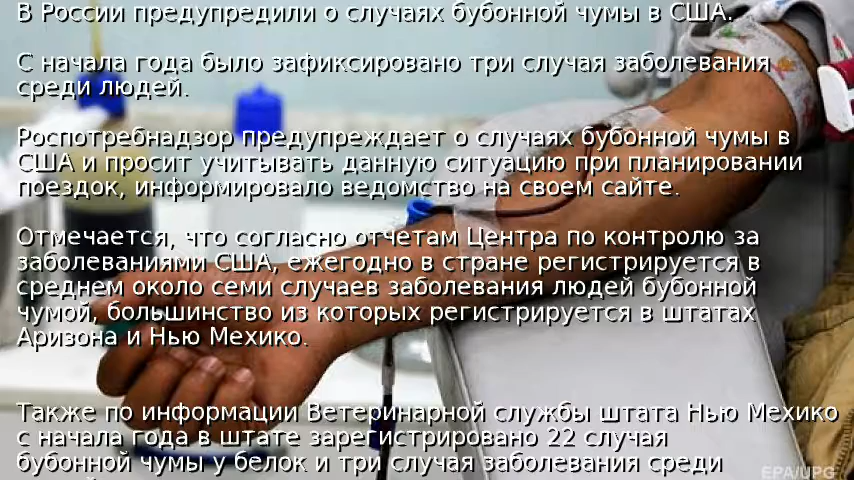 В России предупредили о случаях бубонной чумы в США.
С начала года было зафиксировано три случая заболевания
среди людей.
Роспотребнадзор предупреждает о случаях бубонной чумы в
США и просит учитывать данную ситуацию при планировании
поездок, информировало ведомство на своем сайте.
Отмечается, что согласно отчетам Центра по контролю за
заболеваниями США, ежегодно в стране регистрируется в
среднем около семи случаев заболевания людей бубонной
чумой, большинство из которых регистрируется в штатах
Аризона и Нью Мехико.
Также по информации Ветеринарной службы штата Нью Мехико
с начала года в штате зарегистрировано 22 случая
бубонной чумы у белок и три случая заболевания среди
EPA/UPG